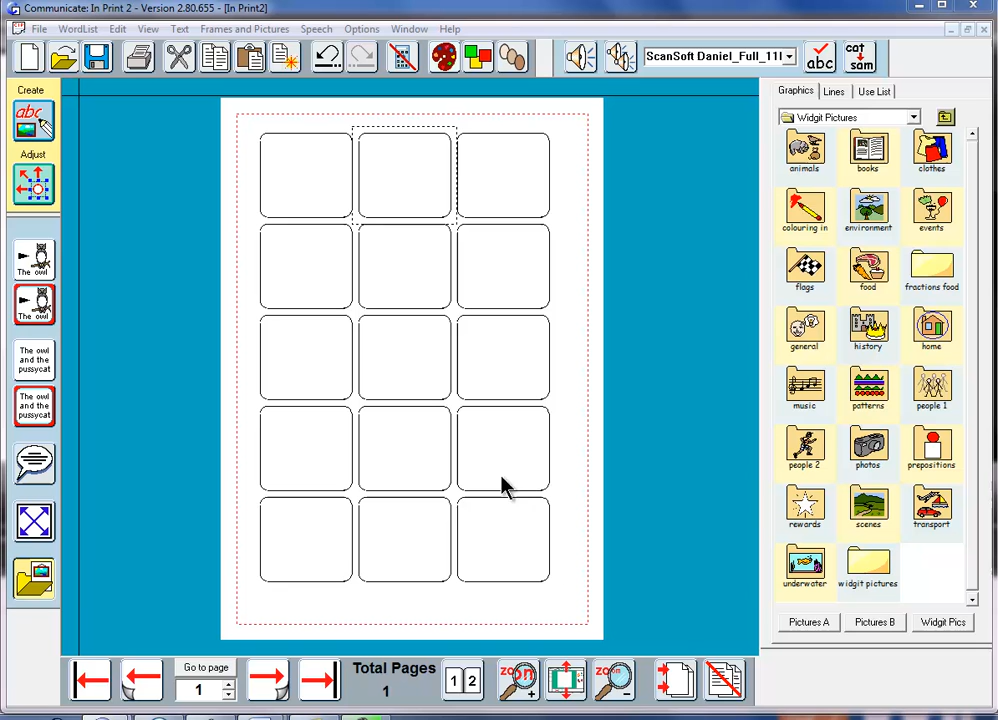 Communicate: In Print 2 - Version 2.80.655 - [In Print2]
File WordList Edit View Text Frames and Pictures Speech Options Window Help
ScanSoft Daniel_Full_11
abc
cat
sam
Create
abc
Adjust
The owl
The owl
The owl
and the
pussycat
The owl
and the
pussycat
Graphics Lines Use List
Widgit Pictures
animals books clothes
colouring in environment events
flags food fractions food
general history home
music patterns people 1
people 2 photos prepositions
rewards scenes transport
underwater widgit pictures
Pictures A Pictures B Widgit Pics
Go to page
1
Total Pages
1
1 2
zoom
+
zoom
-